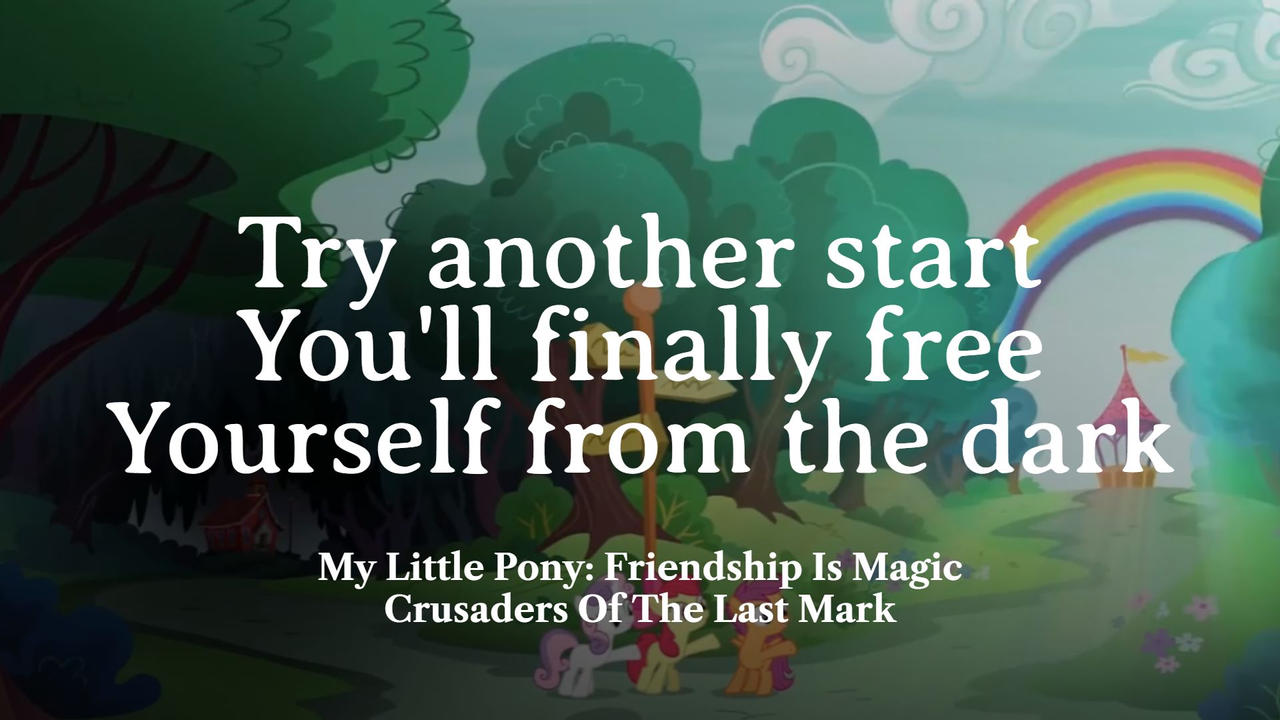 Try another start
You'll finally free
Yourself from the dark
My Little Pony: Friendship Is Magic
Crusaders Of The Last Mark